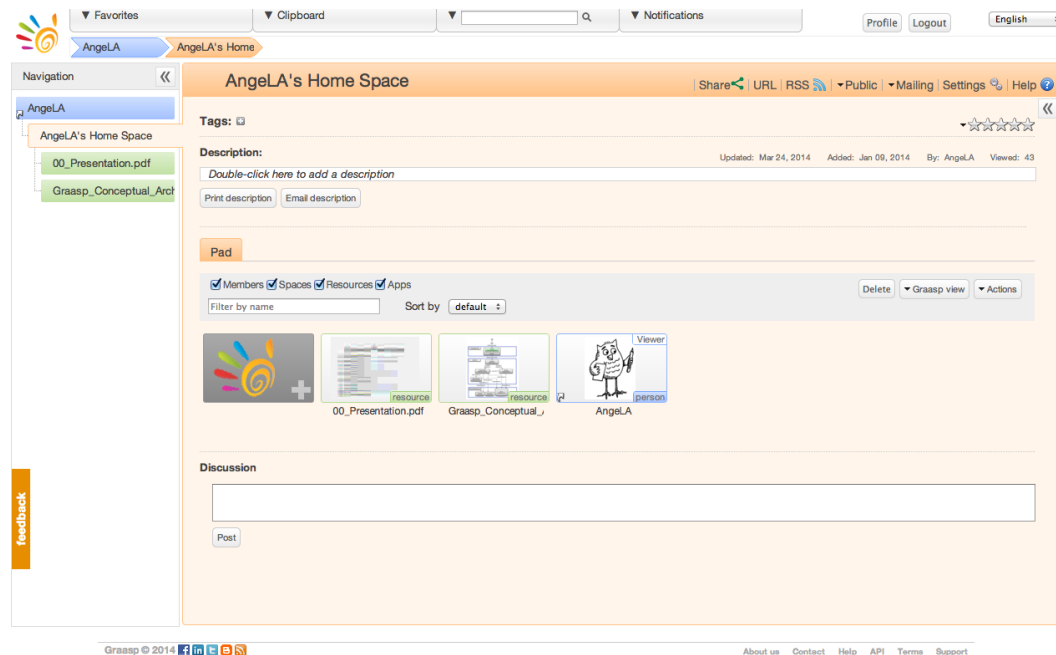 ▼ Favorites ▼ Clipboard ▼ ▼ Notifications Profile Logout English
AngeLA AngeLA's Home
Navigation
AngeLA
AngeLA's Home Space
00_Presentation.pdf
Graasp_Conceptual_Arch
AngeLA's Home Space
Share URL RSS Public Mailing Settings Help ?
Tags:
Description:
Updated: Mar 24, 2014 Added: Jan 09, 2014 By: AngeLA Viewed: 43
Double-click here to add a description
Print description Email description
Pad
Members Spaces Resources Apps
Delete Graasp view Actions
Filter by name Sort by default
resource
00_Presentation.pdf
resource
Graasp_Conceptual_
Viewer
person
AngeLA
Discussion
Post
feedback
Graasp © 2014
About us Contact Help API Terms Support